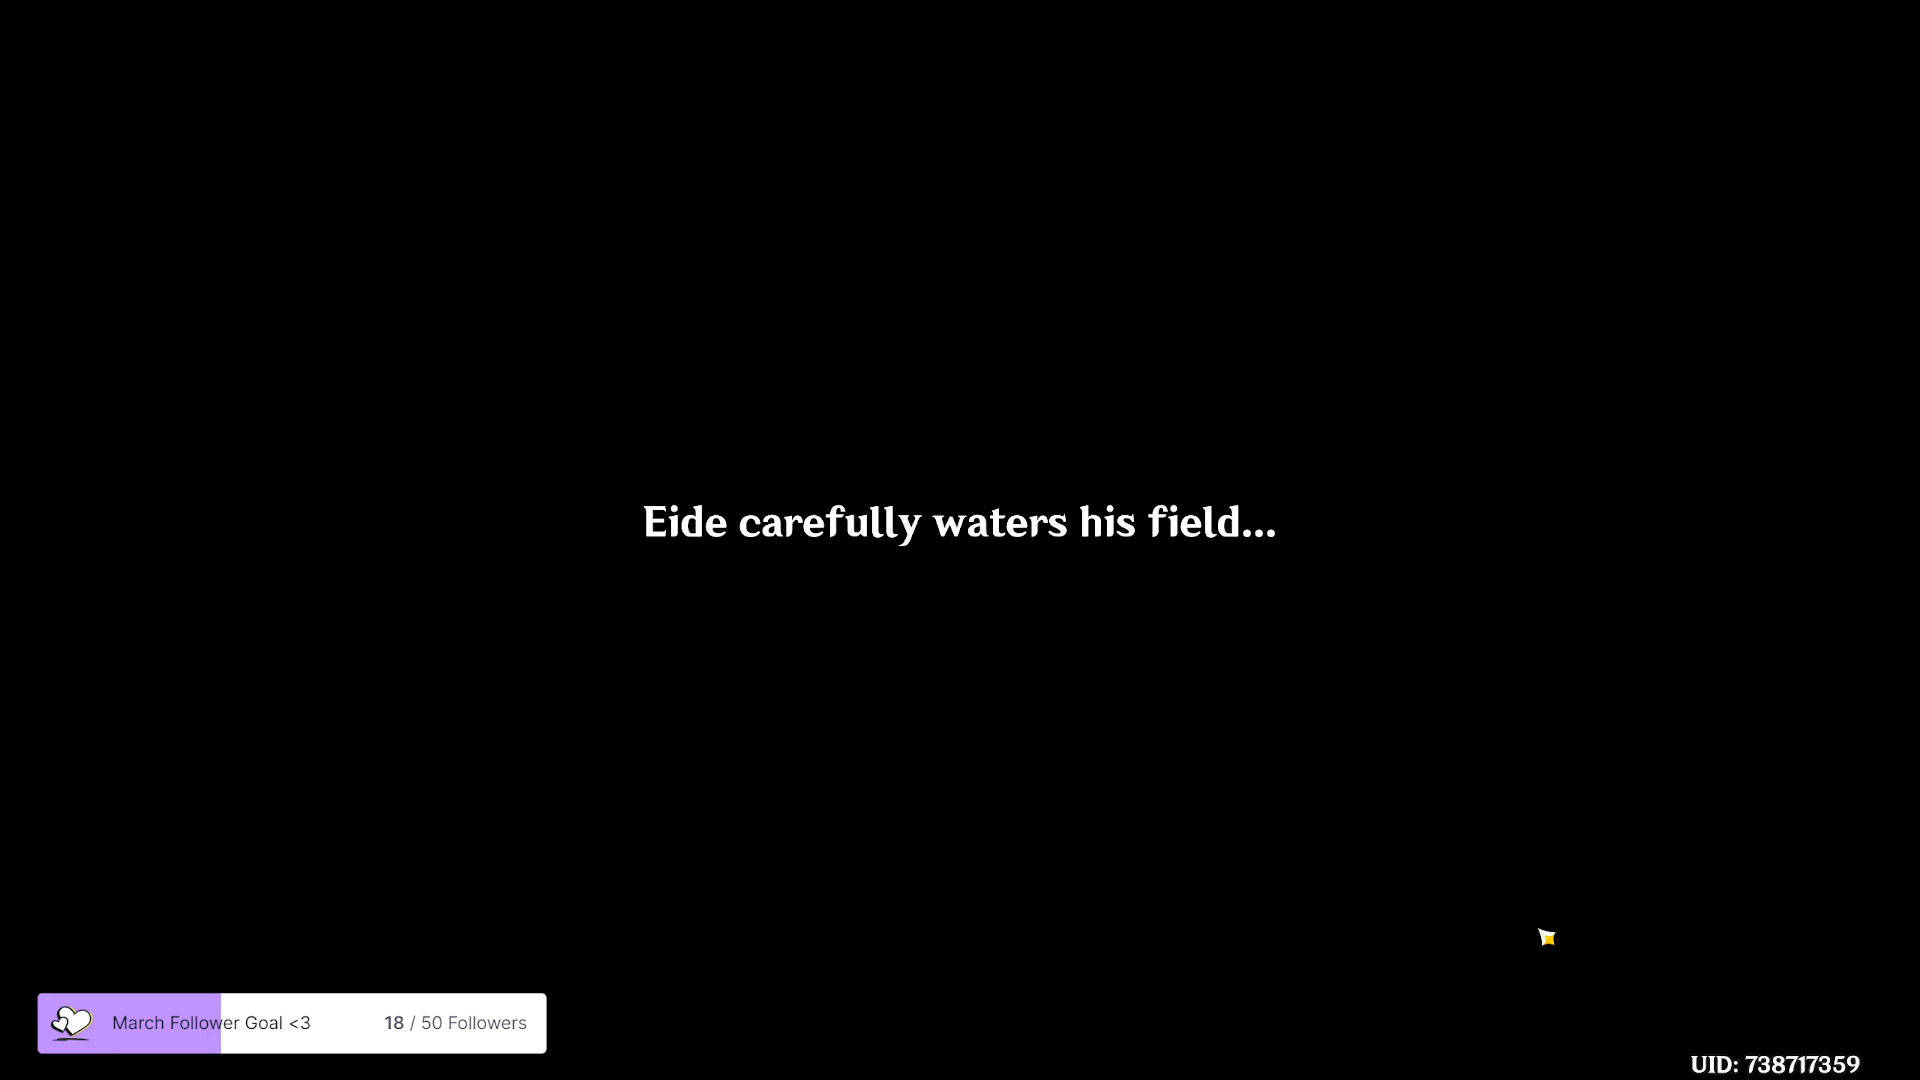 Eide carefully waters his field...
March Follower Goal <3 18 / 50 Followers
UID: 738717359